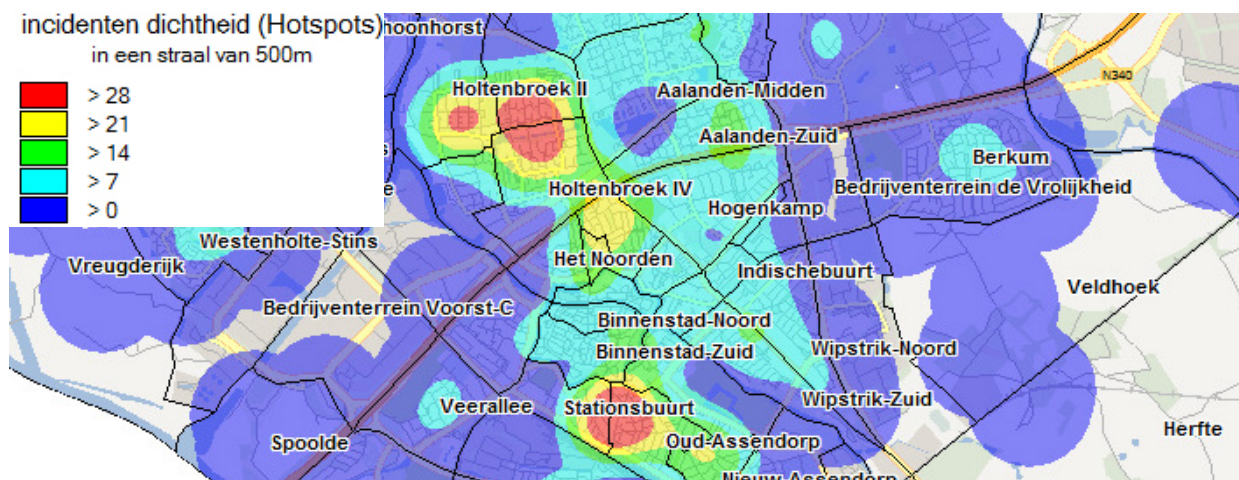 incidenten dichtheid (Hotspots)
in een straal van 500m
> 28
> 21
> 14
> 7
> 0
Holtenbroek II
Aalanden-Midden
N340
Aalanden-Zuid
Berkum
Holtenbroek IV
Bedrijventerrein de Vrolijkheid
Hogenkamp
Westenholte-Stins
Het Noorden
Vreugderijk
Indischebuurt
Veldhoek
Bedrijventerrein Voorst-C
Binnenstad-Noord
Binnenstad-Zuid
Wipstrik-Noord
Veerallee
Stationsbuurt
Wipstrik-Zuid
Spoolde
Oud-Assendorp
Herfte
Nieuw-Assendorp